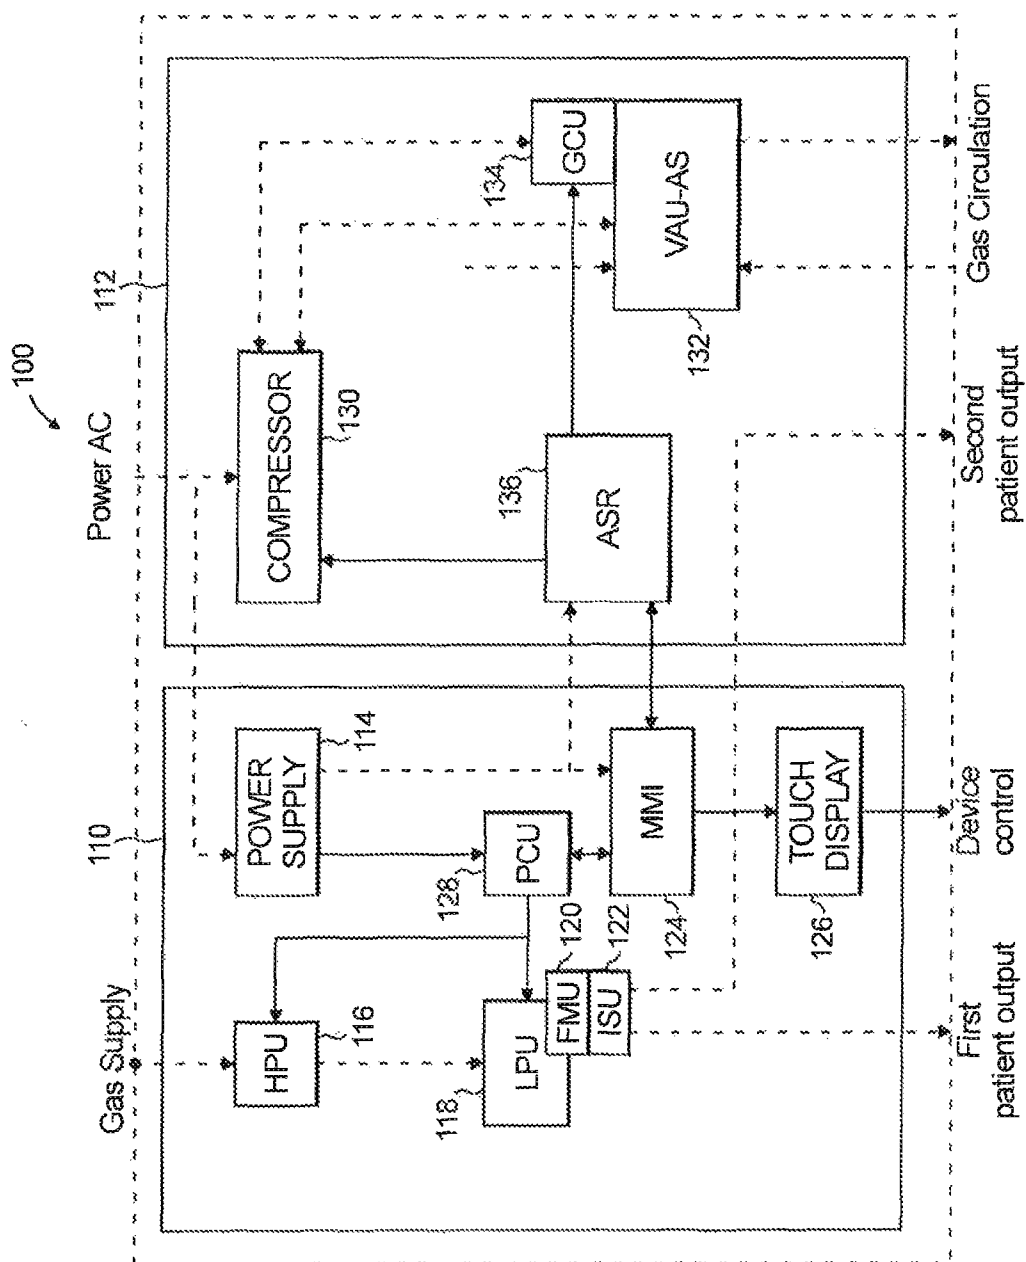 100
Gas Supply
Power AC
110
112
HPU
116
POWER
SUPPLY
114
COMPRESSOR
130
LPU
118
FMU
120
ISU
122
PCU
128
MMI
124
TOUCH
DISPLAY
126
ASR
136
GCU
134
VAU-AS
132
First
patient output
Device
control
Second
patient output
Gas Circulation